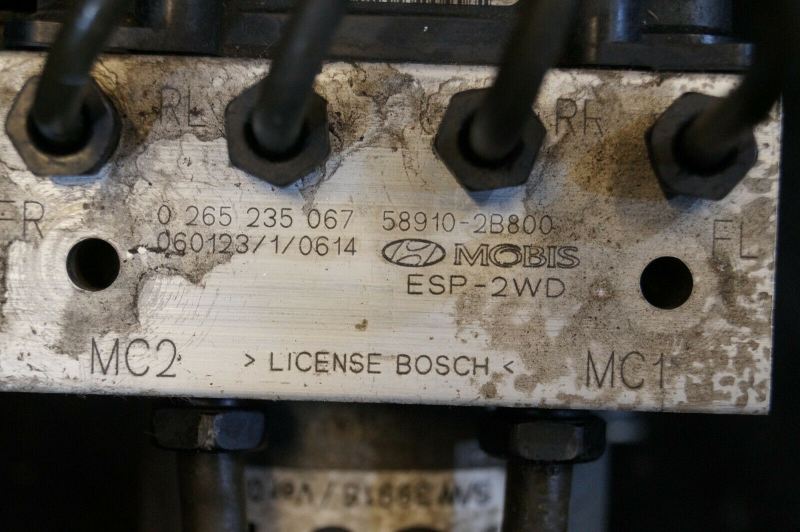 RL RR
FR 0 265 235 067 58910-2B800 FL
060123/1/0614 MOBIS
ESP-2WD
MC2 > LICENSE BOSCH < MC1